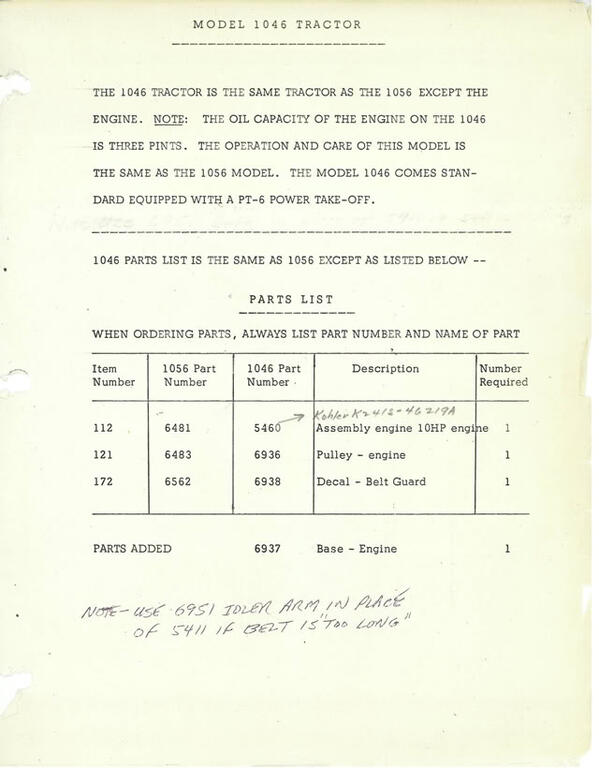 MODEL 1046 TRACTOR
THE 1046 TRACTOR IS THE SAME TRACTOR AS THE 1056 EXCEPT THE
ENGINE. NOTE: THE OIL CAPACITY OF THE ENGINE ON THE 1046
IS THREE PINTS. THE OPERATION AND CARE OF THIS MODEL IS
THE SAME AS THE 1056 MODEL. THE MODEL 1046 COMES STAN-
DARD EQUIPPED WITH A PT-6 POWER TAKE-OFF.
1046 PARTS LIST IS THE SAME AS 1056 EXCEPT AS LISTED BELOW --
PARTS LIST
WHEN ORDERING PARTS, ALWAYS LIST PART NUMBER AND NAME OF PART
Item 1056 Part 1046 Part Description Number
Number Number Number Required
Kohler K241S-46219A
112 6481 5460 Assembly engine 10HP engine 1
121 6483 6936 Pulley - engine 1
172 6562 6938 Decal - Belt Guard 1
PARTS ADDED 6937 Base - Engine 1
NOTE - USE 6951 IDLER ARM IN PLACE
OF 5411 IF BELT IS "TOO LONG"